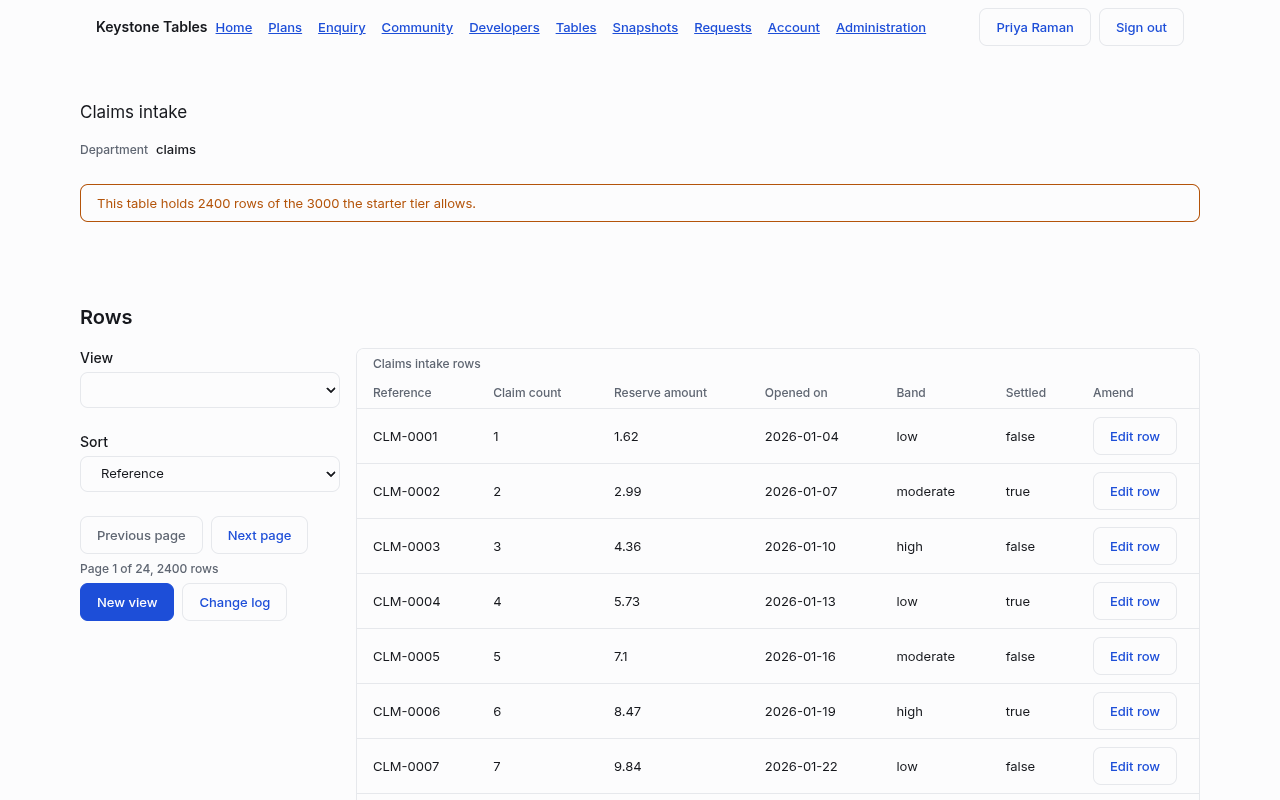 Keystone Tables Home Plans Enquiry Community Developers Tables Snapshots Requests Account Administration Priya Raman Sign out
Claims intake
Department claims
This table holds 2400 rows of the 3000 the starter tier allows.
Rows
View
Sort
Reference
Previous page Next page
Page 1 of 24, 2400 rows
New view Change log
Claims intake rows
Reference Claim count Reserve amount Opened on Band Settled Amend
CLM-0001 1 1.62 2026-01-04 low false Edit row
CLM-0002 2 2.99 2026-01-07 moderate true Edit row
CLM-0003 3 4.36 2026-01-10 high false Edit row
CLM-0004 4 5.73 2026-01-13 low true Edit row
CLM-0005 5 7.1 2026-01-16 moderate false Edit row
CLM-0006 6 8.47 2026-01-19 high true Edit row
CLM-0007 7 9.84 2026-01-22 low false Edit row